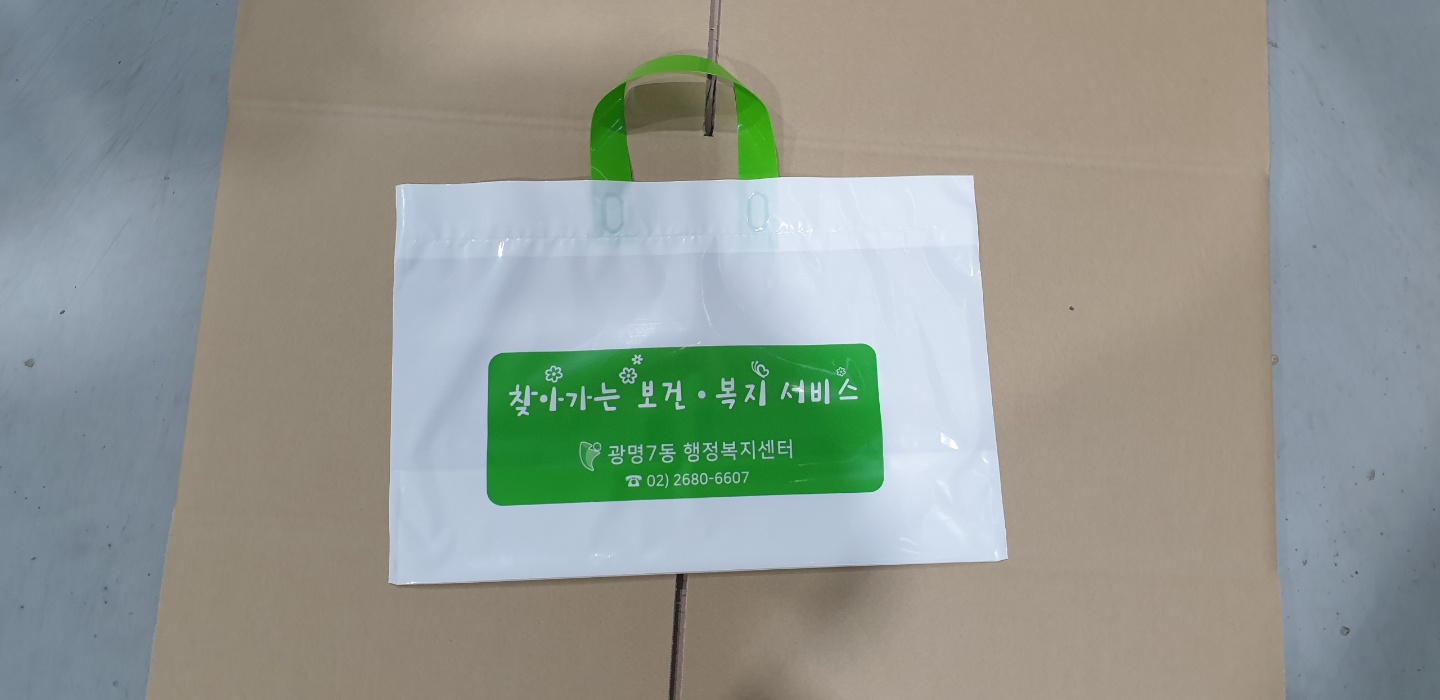 찾아가는 보건·복지 서비스
광명7동 행정복지센터
☎ 02) 2680-6607